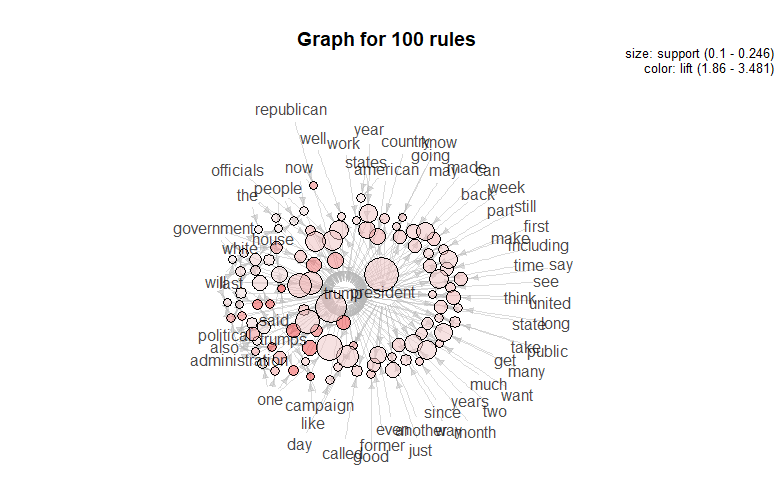 Graph for 100 rules
size: support (0.1 - 0.246)
color: lift (1.86 - 3.481)
republican
year
well
work
country
know
states
going
officials
now
american
may
made
can
the
people
back
week
part
still
government
first
white
house
make
including
time
say
will
last
see
trump
president
think
united
said
state
long
political
trumps
also
take
public
administration
get
many
much
want
one
campaign
years
two
like
since
even
another
way
month
day
former
called
good
just